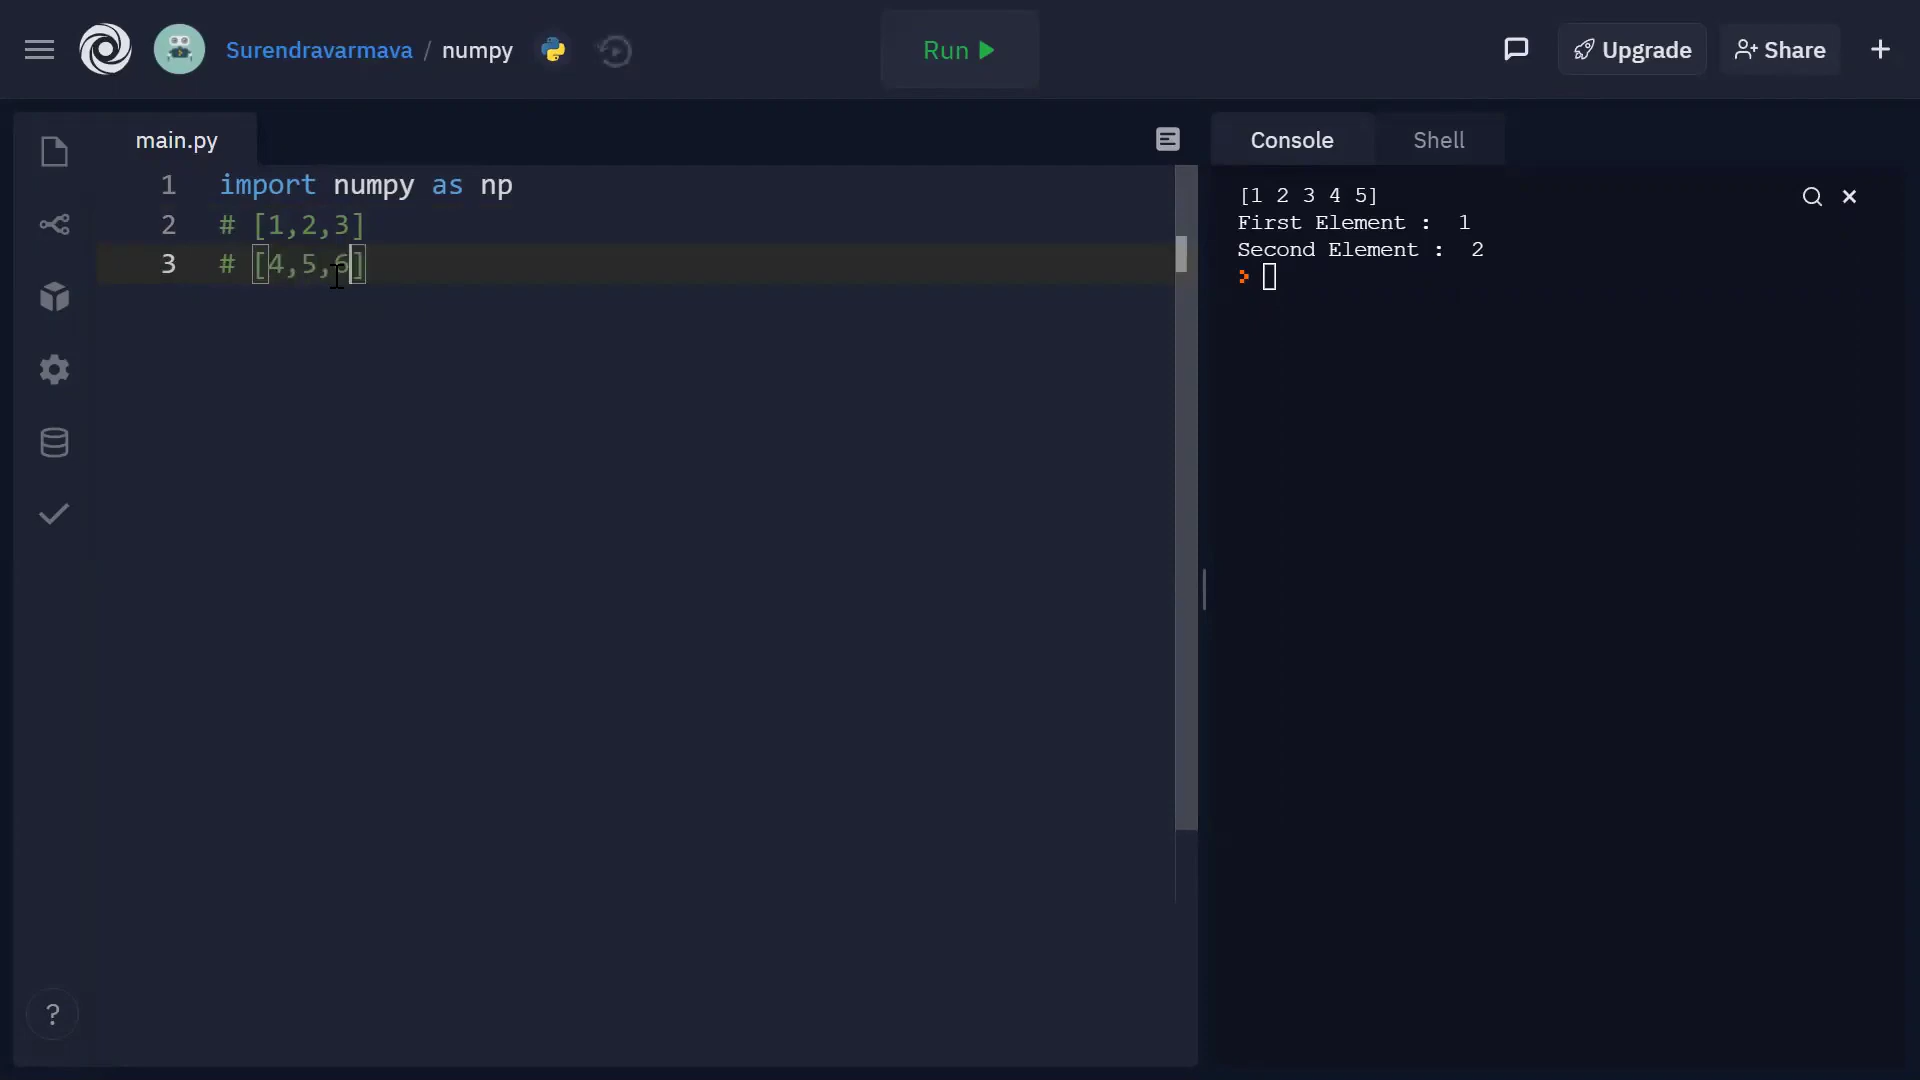 Surendravarmava / numpy
Run
Upgrade
Share
main.py
1 import numpy as np
2 # [1,2,3]
3 # [4,5,6]
?
Console
Shell
[1 2 3 4 5]
First Element :  1
Second Element :  2